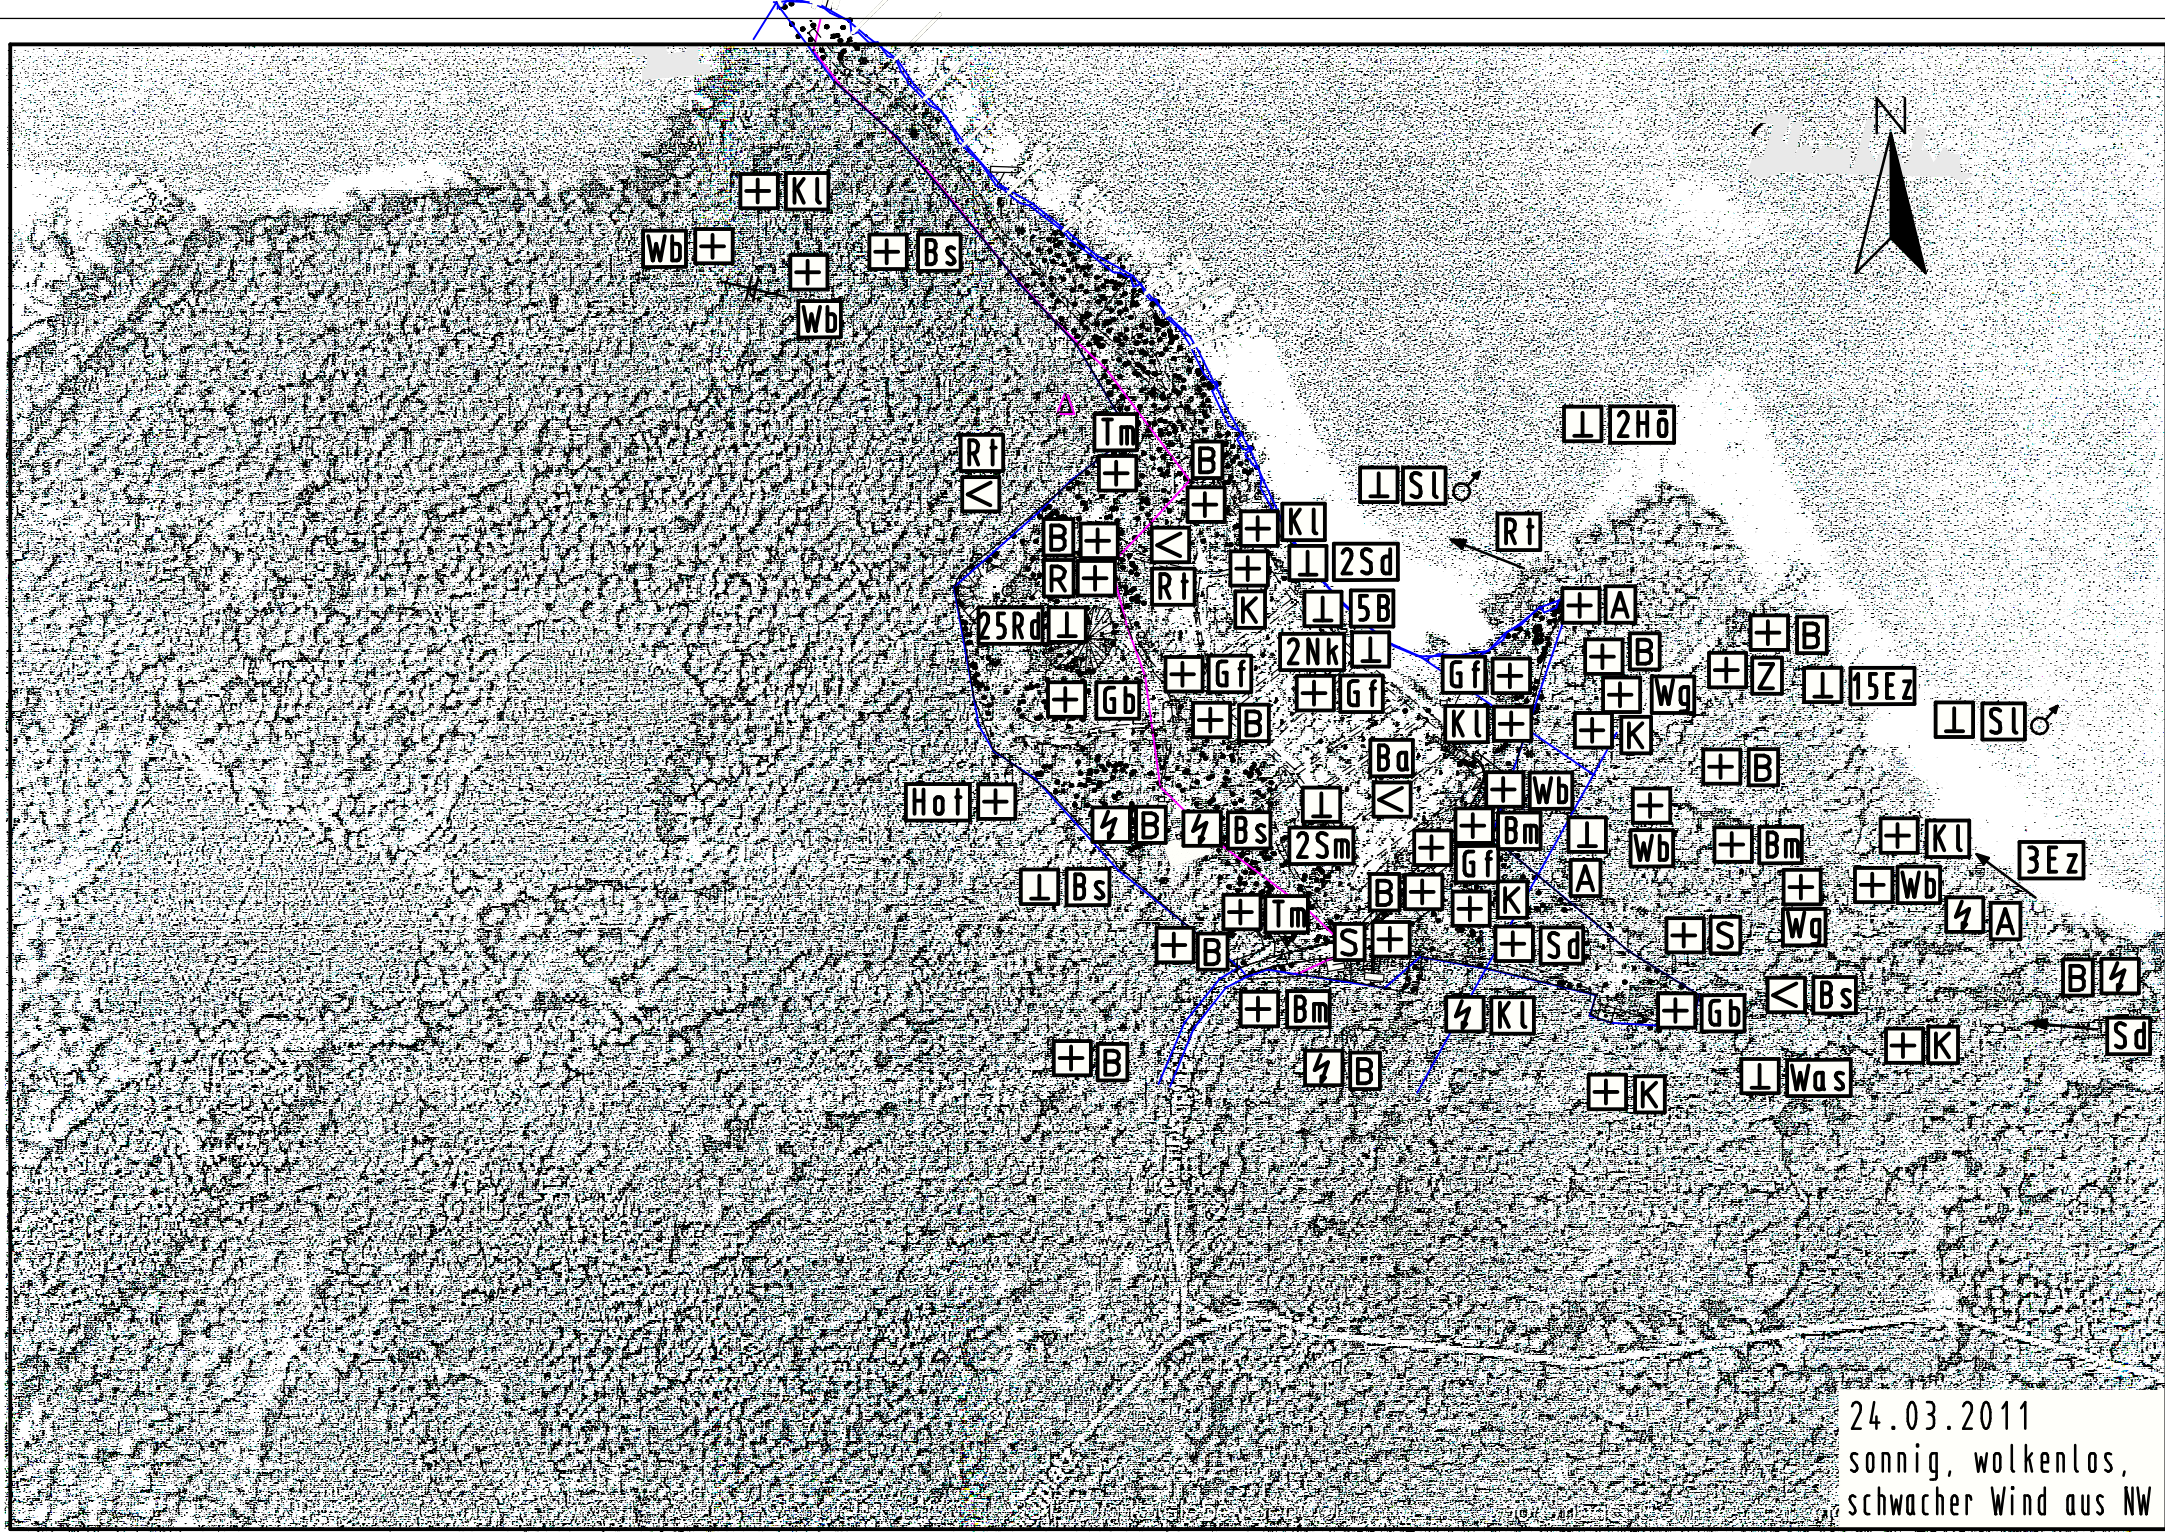 N
+ Kl
Wb +
+ Bs
+
Wb
⊥ 2Hö
Tm
+
Rt
<
B
+
⊥ Sl ♂
+ Kl
Rt
B +
<
Rt
+
K
⊥ 2Sd
R +
⊥ 5B
+ A
25Rd ⊥
+ B
2Nk ⊥
+ B
+ Gf
Gf +
+ Z
⊥ 15Ez
+ Gb
+ Gf
+ Wg
+ B
Kl +
+ K
⊥ Sl ♂
Ba
<
+ B
+ Wb
Hot +
⊥
2Sm
+
Wb
B
Bs
+ Bm
⊥
A
+ Bm
+ Kl
+
Gf
3Ez
⊥ Bs
B +
+ K
+
Wg
+ Wb
+ Tm
A
+ B
S +
+ Sd
+ S
B
+ Bm
Kl
+ Gb
< Bs
Sd
+ B
B
+ K
+ K
⊥ Was
24.03.2011
sonnig, wolkenlos,
schwacher Wind aus NW